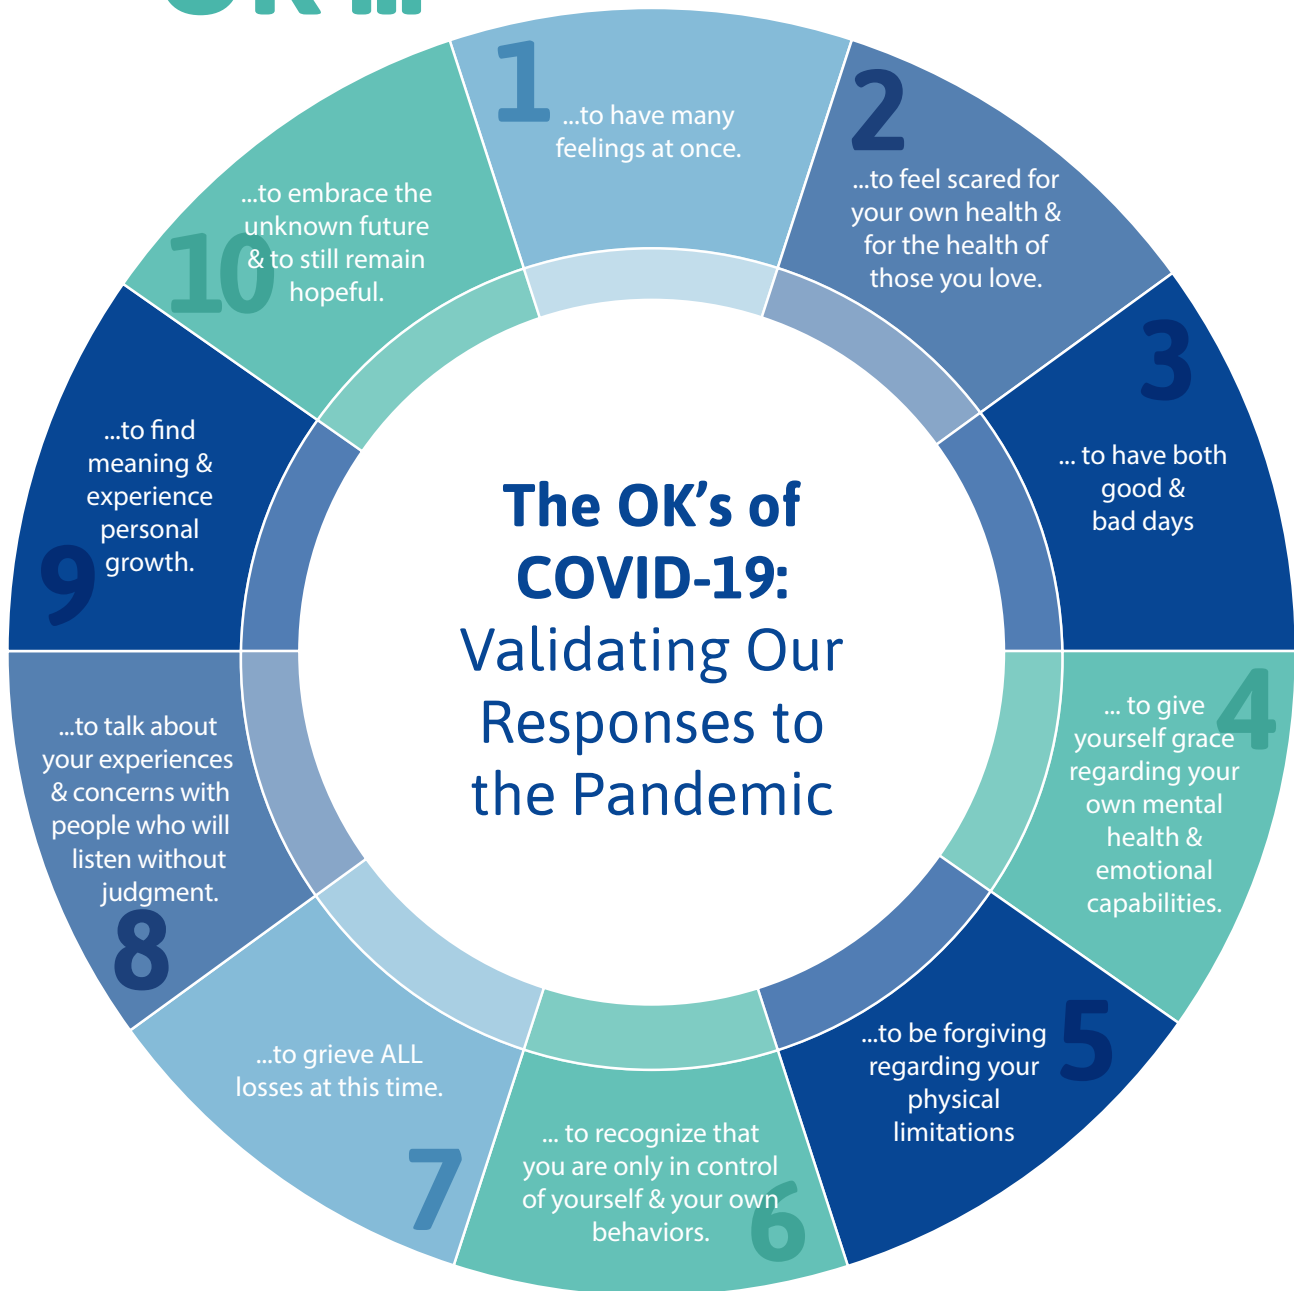 OK ...
1
...to have many
feelings at once.
2
...to feel scared for
your own health &
for the health of
those you love.
3
... to have both
good &
bad days
4
... to give
yourself grace
regarding your
own mental
health &
emotional
capabilities.
5
...to be forgiving
regarding your
physical
limitations
6
... to recognize that
you are only in control
of yourself & your own
behaviors.
7
...to grieve ALL
losses at this time.
8
...to talk about
your experiences
& concerns with
people who will
listen without
judgment.
9
...to find
meaning &
experience
personal
growth.
10
...to embrace the
unknown future
& to still remain
hopeful.
The OK’s of
COVID-19:
Validating Our
Responses to
the Pandemic